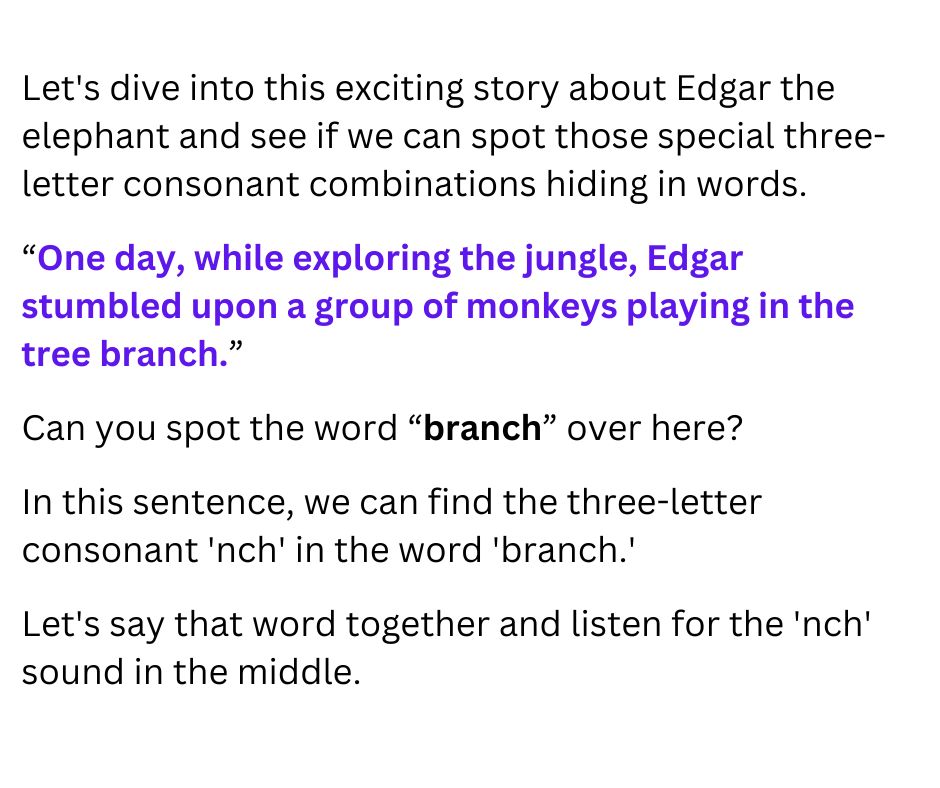 Let's dive into this exciting story about Edgar the
elephant and see if we can spot those special three-
letter consonant combinations hiding in words.
“One day, while exploring the jungle, Edgar
stumbled upon a group of monkeys playing in the
tree branch.”
Can you spot the word “branch” over here?
In this sentence, we can find the three-letter
consonant 'nch' in the word 'branch.'
Let's say that word together and listen for the 'nch'
sound in the middle.